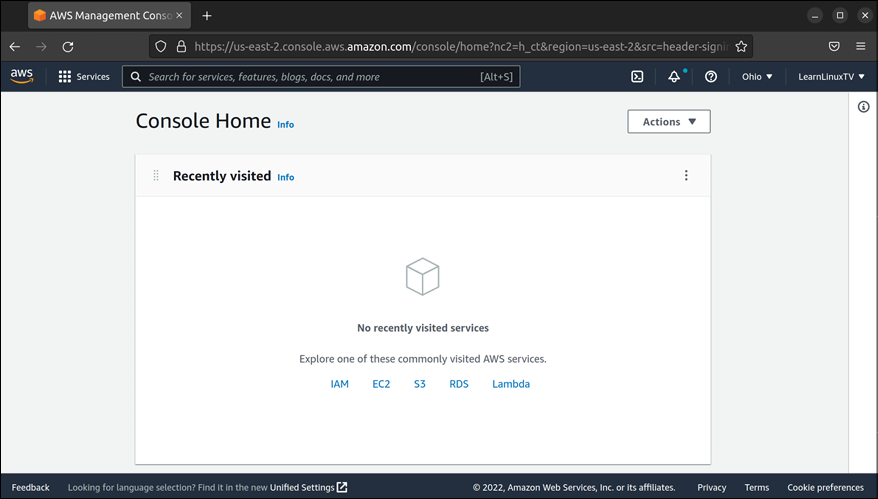 AWS Management Conso
https://us-east-2.console.aws.amazon.com/console/home?nc2=h_ct&region=us-east-2&src=header-signin
aws Services Search for services, features, blogs, docs, and more [Alt+S] Ohio LearnLinuxTV
Console Home Info
Actions
Recently visited Info
No recently visited services
Explore one of these commonly visited AWS services.
IAM EC2 S3 RDS Lambda
Feedback Looking for language selection? Find it in the new Unified Settings © 2022, Amazon Web Services, Inc. or its affiliates. Privacy Terms Cookie preferences